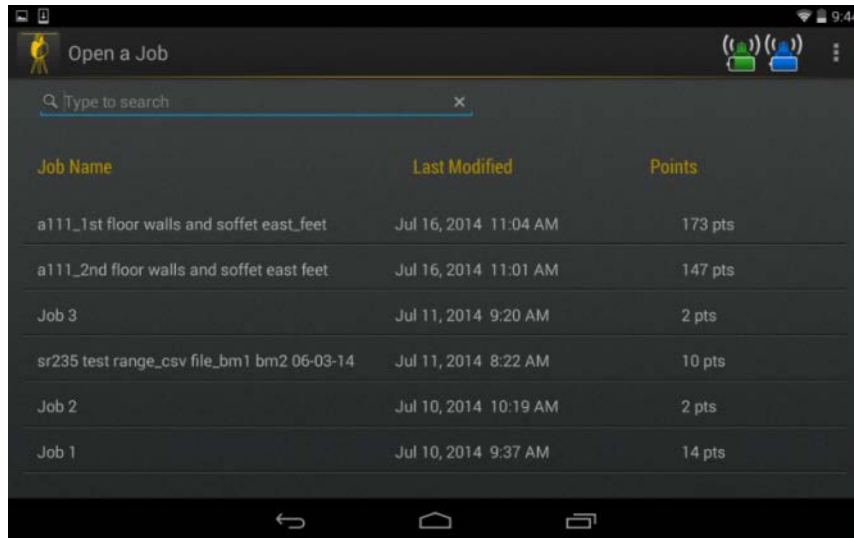 9:44
Open a Job
Type to search
Job Name Last Modified Points
a111_1st floor walls and soffet east_feet Jul 16, 2014 11:04 AM 173 pts
a111_2nd floor walls and soffet east feet Jul 16, 2014 11:01 AM 147 pts
Job 3 Jul 11, 2014 9:20 AM 2 pts
sr235 test range_csv file_bm1 bm2 06-03-14 Jul 11, 2014 8:22 AM 10 pts
Job 2 Jul 10, 2014 10:19 AM 2 pts
Job 1 Jul 10, 2014 9:37 AM 14 pts